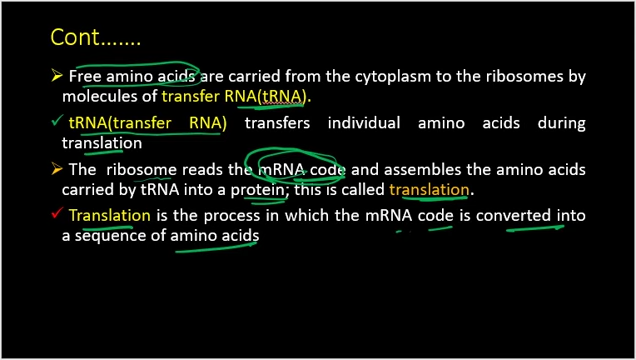 Cont.......
Free amino acids are carried from the cytoplasm to the ribosomes by
molecules of transfer RNA(tRNA).
tRNA(transfer RNA) transfers individual amino acids during
translation
The ribosome reads the mRNA code and assembles the amino acids
carried by tRNA into a protein; this is called translation.
Translation is the process in which the mRNA code is converted into
a sequence of amino acids